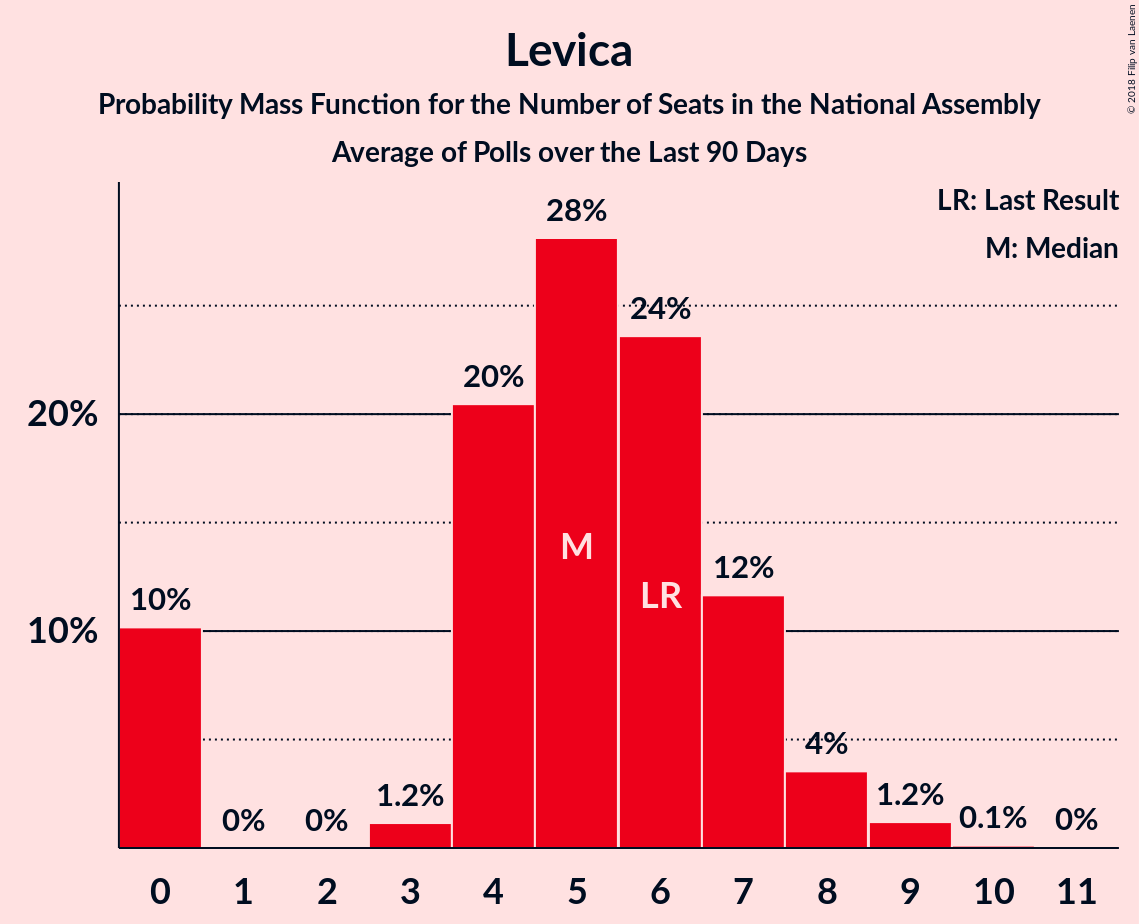 Levica
Probability Mass Function for the Number of Seats in the National Assembly
Average of Polls over the Last 90 Days
© 2018 Filip van Laenen
LR: Last Result
M: Median
28%
24%
20%
20%
M
12%
LR
10%
10%
4%
1.2%
1.2%
0%
0%
0.1%
0%
0 1 2 3 4 5 6 7 8 9 10 11